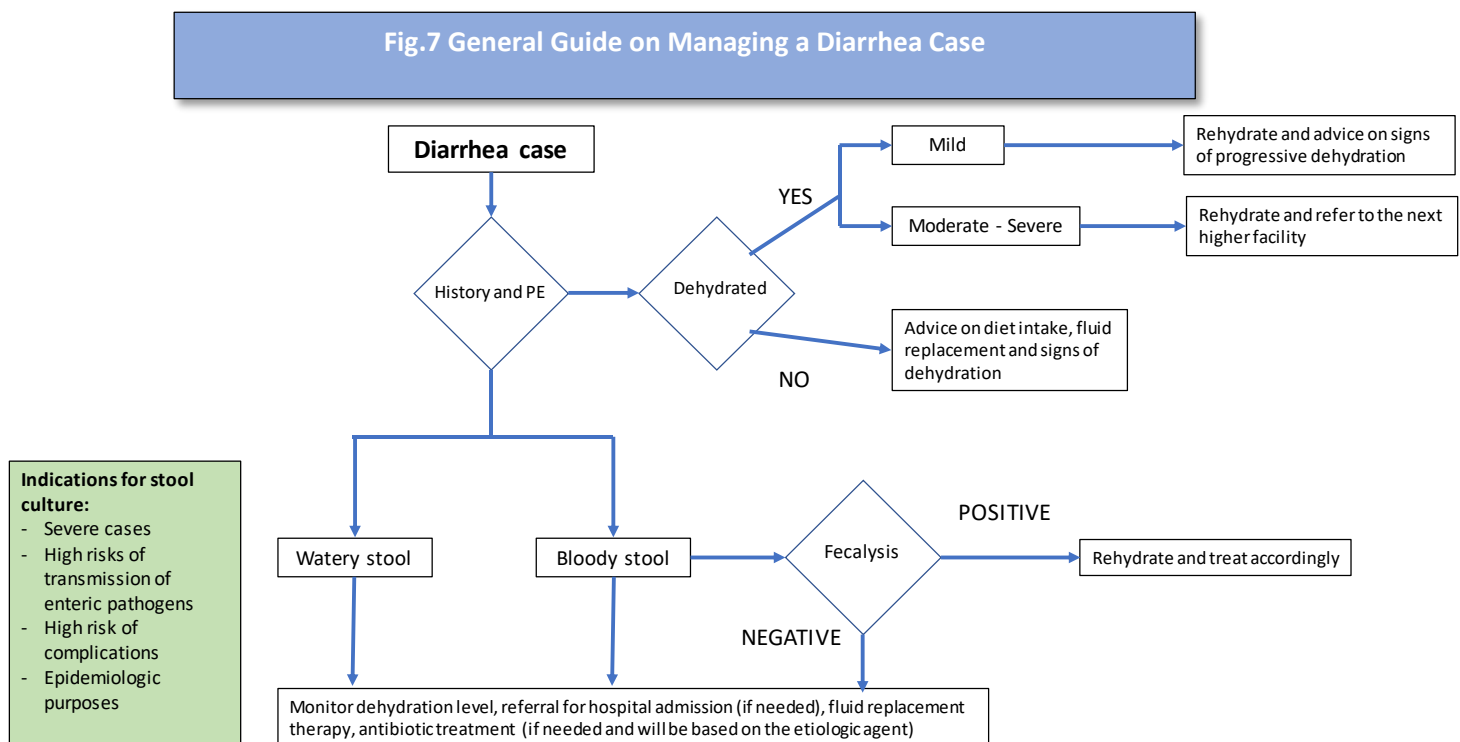 Fig.7 General Guide on Managing a Diarrhea Case
Diarrhea case
Mild
Rehydrate and advice on signs
of progressive dehydration
YES
Moderate - Severe
Rehydrate and refer to the next
higher facility
History and PE
Dehydrated
Advice on diet intake, fluid
replacement and signs of
dehydration
NO
Indications for stool
culture:
- Severe cases
- High risks of
transmission of
enteric pathogens
- High risk of
complications
- Epidemiologic
purposes
Watery stool
Bloody stool
Fecalysis
POSITIVE
Rehydrate and treat accordingly
NEGATIVE
Monitor dehydration level, referral for hospital admission (if needed), fluid replacement
therapy, antibiotic treatment (if needed and will be based on the etiologic agent)